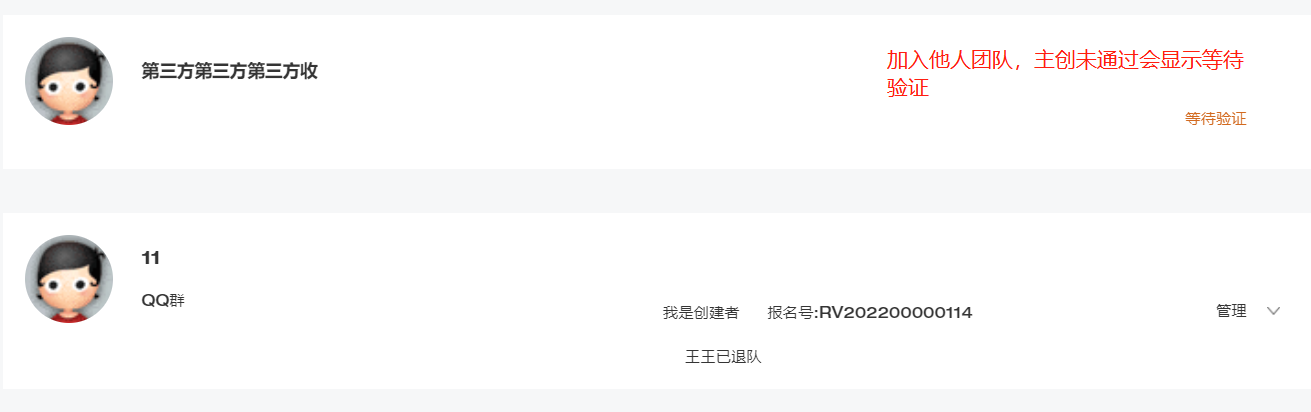 第三方第三方第三方收
加入他人团队，主创未通过会显示等待
验证
等待验证
11
QQ群
我是创建者 报名号:RV202200000114 管理
王王已退队